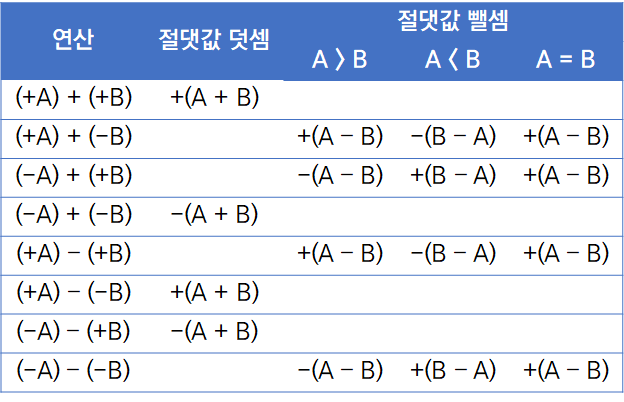 연산 절댓값 덧셈 절댓값 뺄셈
A > B A < B A = B
(+A) + (+B) +(A + B)
(+A) + (−B) +(A − B) −(B − A) +(A − B)
(−A) + (+B) −(A − B) +(B − A) +(A − B)
(−A) + (−B) −(A + B)
(+A) − (+B) +(A − B) −(B − A) +(A − B)
(+A) − (−B) +(A + B)
(−A) − (+B) −(A + B)
(−A) − (−B) −(A − B) +(B − A) +(A − B)